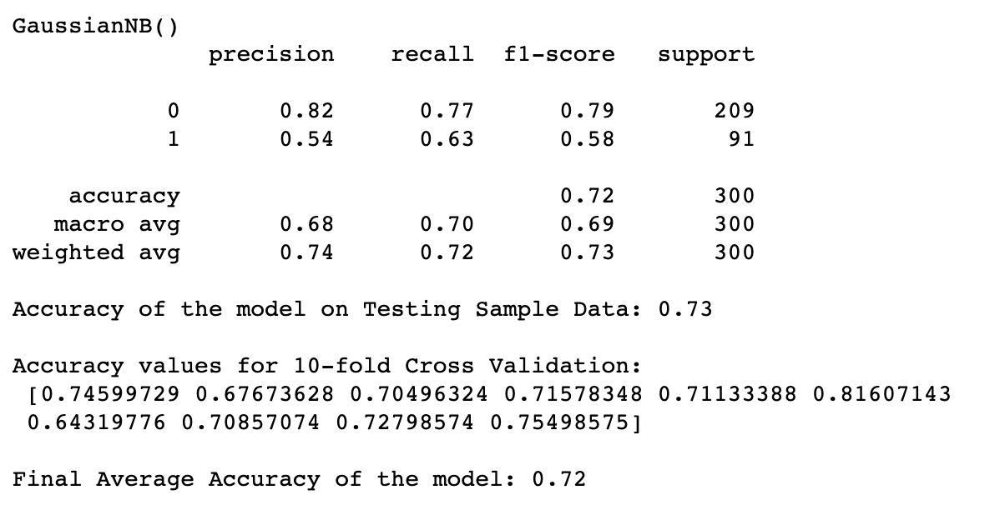 GaussianNB()
precision recall f1-score support
0 0.82 0.77 0.79 209
1 0.54 0.63 0.58 91
accuracy 0.72 300
macro avg 0.68 0.70 0.69 300
weighted avg 0.74 0.72 0.73 300
Accuracy of the model on Testing Sample Data: 0.73
Accuracy values for 10-fold Cross Validation:
[0.74599729 0.67673628 0.70496324 0.71578348 0.71133388 0.81607143
0.64319776 0.70857074 0.72798574 0.75498575]
Final Average Accuracy of the model: 0.72